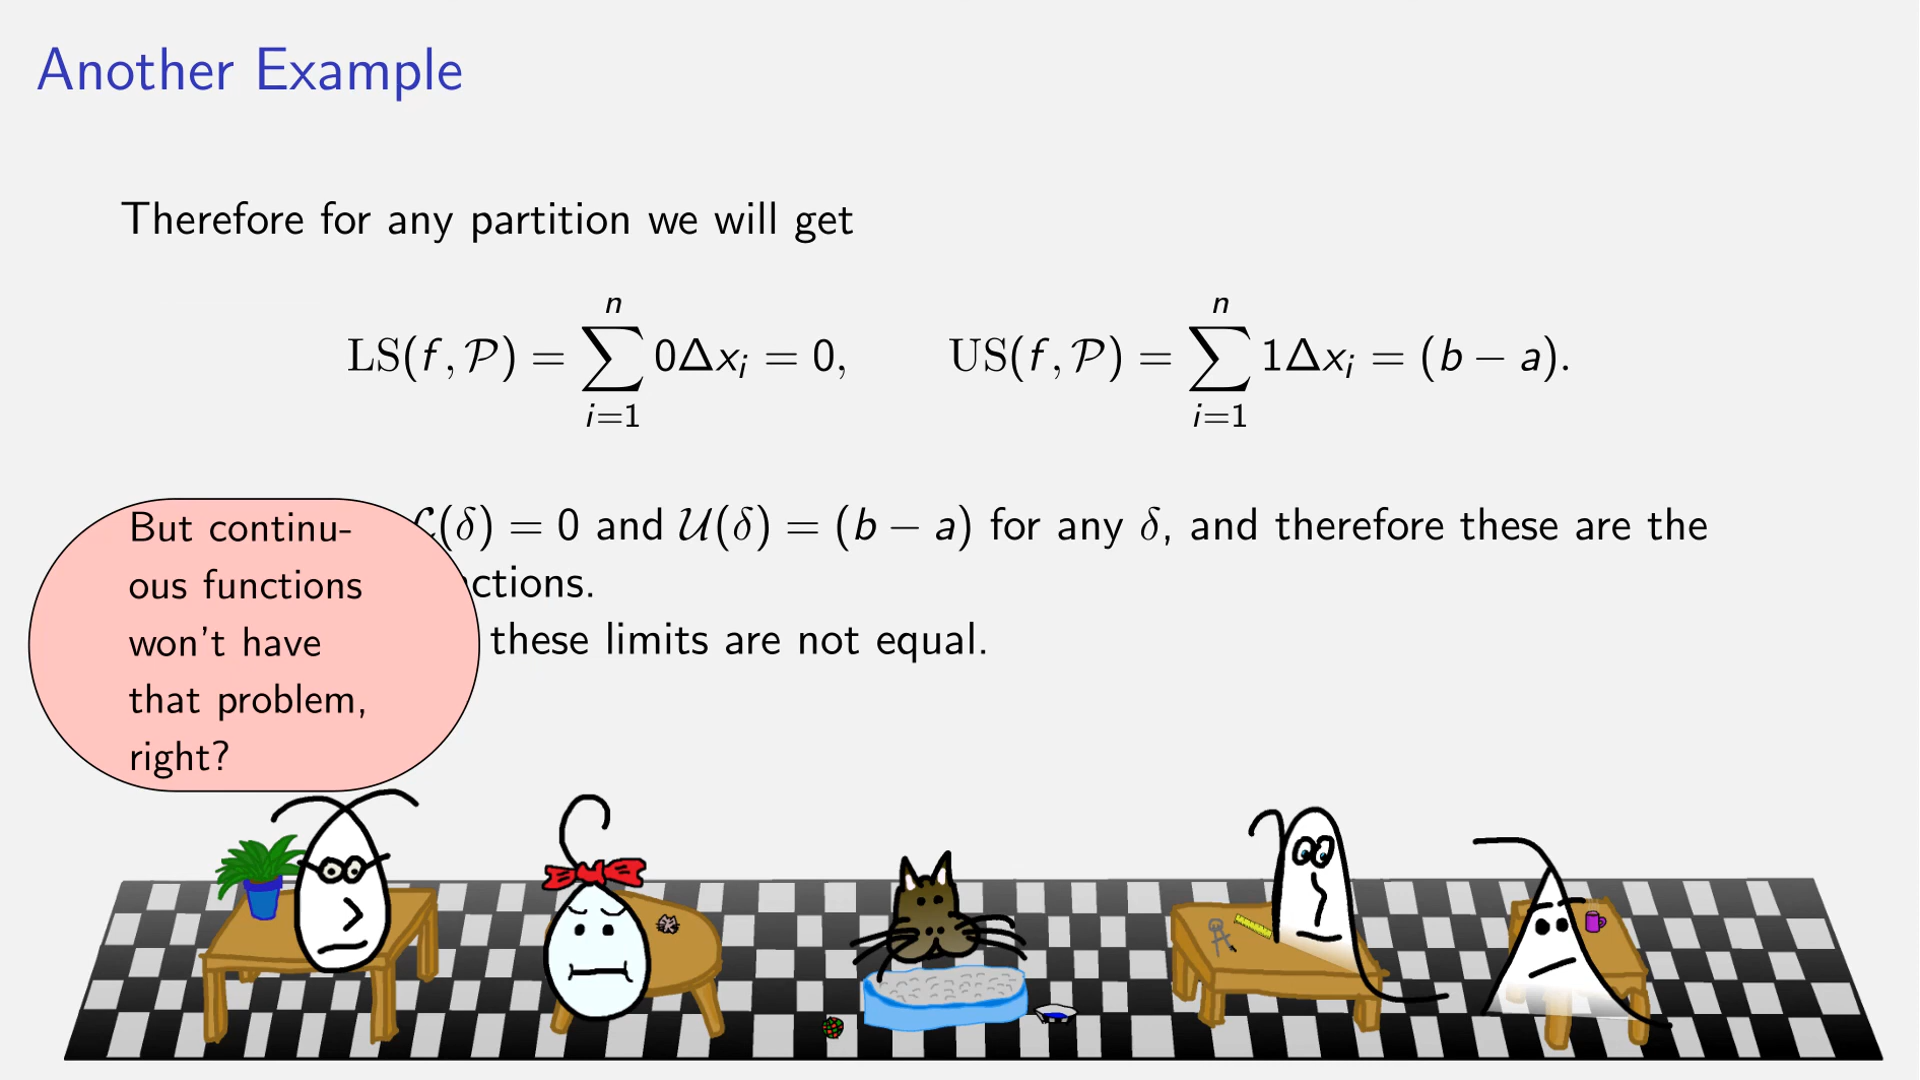 Another Example
Therefore for any partition we will get
LS(f, 𝒫) = ∑_{i=1}^{n} 0Δx_i = 0, US(f, 𝒫) = ∑_{i=1}^{n} 1Δx_i = (b − a).
(δ) = 0 and 𝒰(δ) = (b − a) for any δ, and therefore these are the
these limits are not equal.
But continu-
ous functions
won't have
that problem,
right?